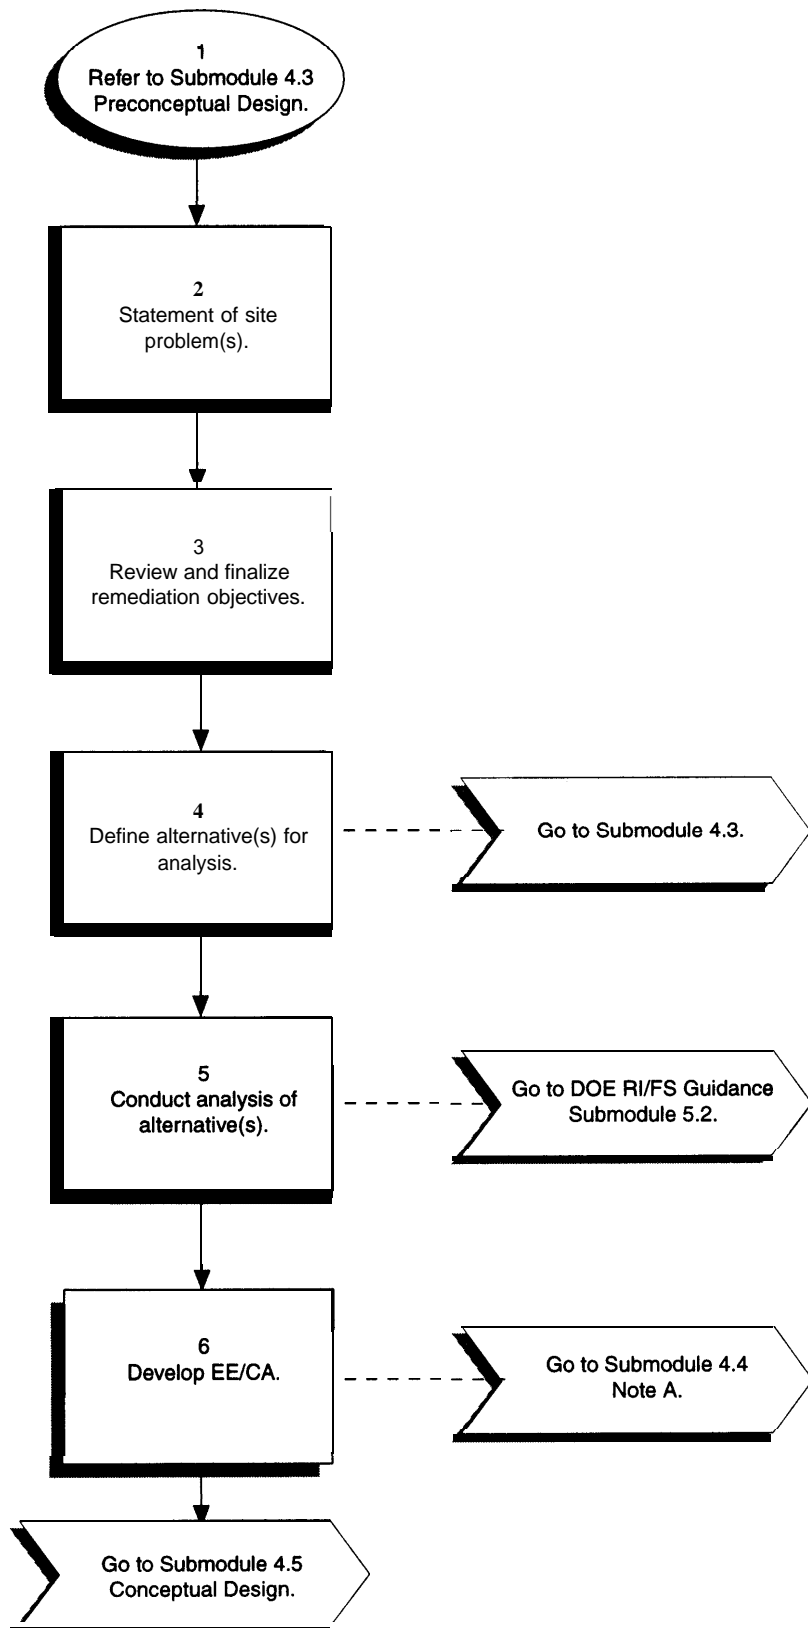 1
Refer to Submodule 4.3
Preconceptual Design.
2
Statement of site
problem(s).
3
Review and finalize
remediation objectives.
4
Define alternative(s) for
analysis.
Go to Submodule 4.3.
5
Conduct analysis of
alternative(s).
Go to DOE RI/FS Guidance
Submodule 5.2.
6
Develop EE/CA.
Go to Submodule 4.4
Note A.
Go to Submodule 4.5
Conceptual Design.